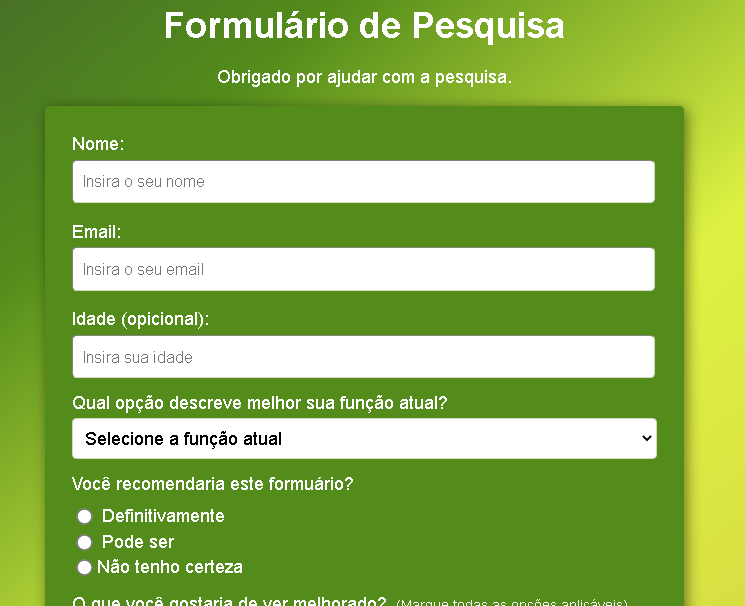 Formulário de Pesquisa
Obrigado por ajudar com a pesquisa.
Nome:
Insira o seu nome
Email:
Insira o seu email
Idade (opicional):
Insira sua idade
Qual opção descreve melhor sua função atual?
Selecione a função atual
Você recomendaria este formuário?
Definitivamente
Pode ser
Não tenho certeza
O que você gostaria de ver melhorado? (Marque todas as opções aplicáveis)